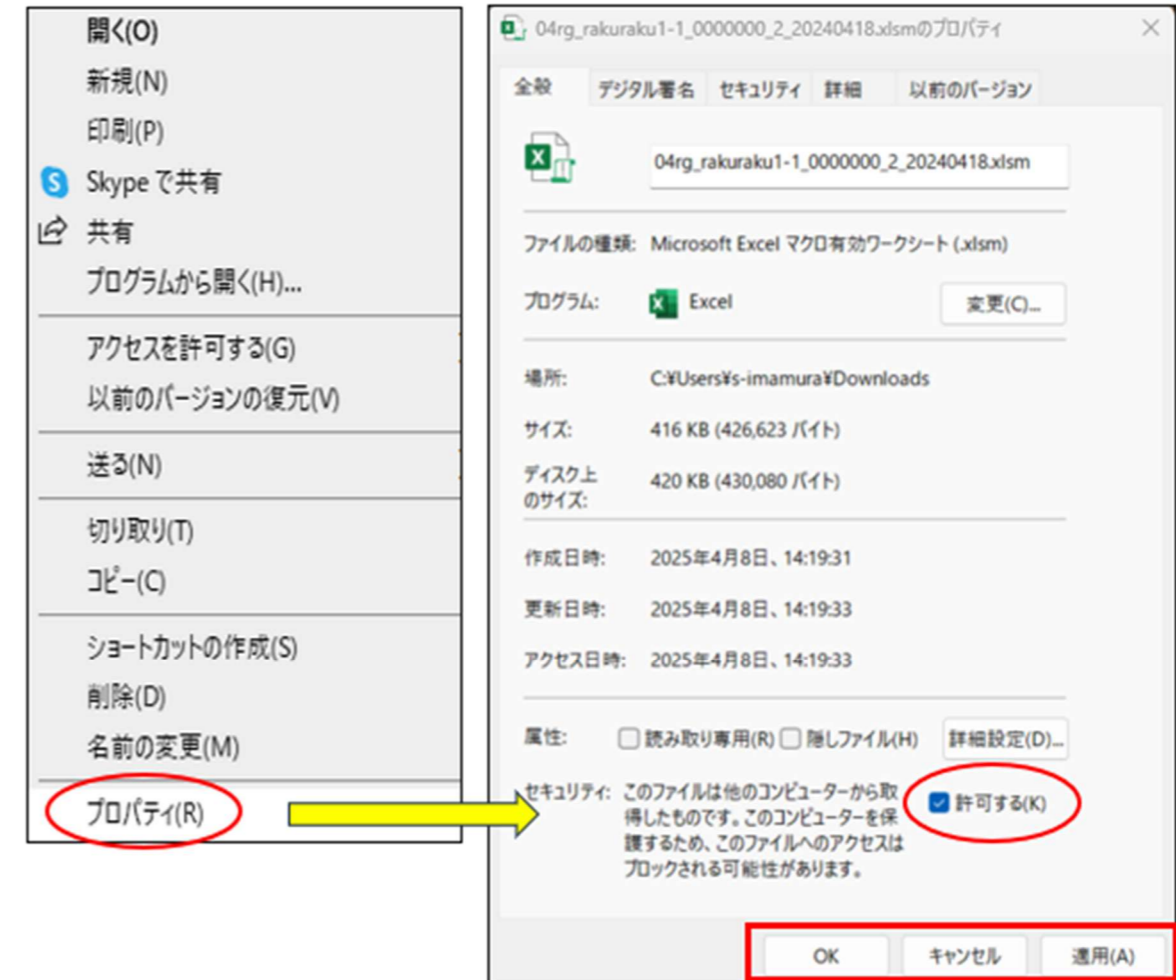 開く(O)
新規(N)
印刷(P)
Skype で共有
共有
プログラムから開く(H)...
アクセスを許可する(G)
以前のバージョンの復元(V)
送る(N)
切り取り(T)
コピー(C)
ショートカットの作成(S)
削除(D)
名前の変更(M)
プロパティ(R)
04rg_rakuraku1-1_0000000_2_20240418.xlsmのプロパティ
全般 デジタル署名 セキュリティ 詳細 以前のバージョン
04rg_rakuraku1-1_0000000_2_20240418.xlsm
ファイルの種類: Microsoft Excel マクロ有効ワークシート (.xlsm)
プログラム: Excel 変更(C)...
場所: C:¥Users¥s-imamura¥Downloads
サイズ: 416 KB (426,623 バイト)
ディスク上
のサイズ: 420 KB (430,080 バイト)
作成日時: 2025年4月8日、14:19:31
更新日時: 2025年4月8日、14:19:33
アクセス日時: 2025年4月8日、14:19:33
属性: 読み取り専用(R) 隠しファイル(H) 詳細設定(D)...
セキュリティ: このファイルは他のコンピューターから取
得したものです。このコンピューターを保
護するため、このファイルへのアクセスは
ブロックされる可能性があります。
許可する(K)
OK キャンセル 適用(A)